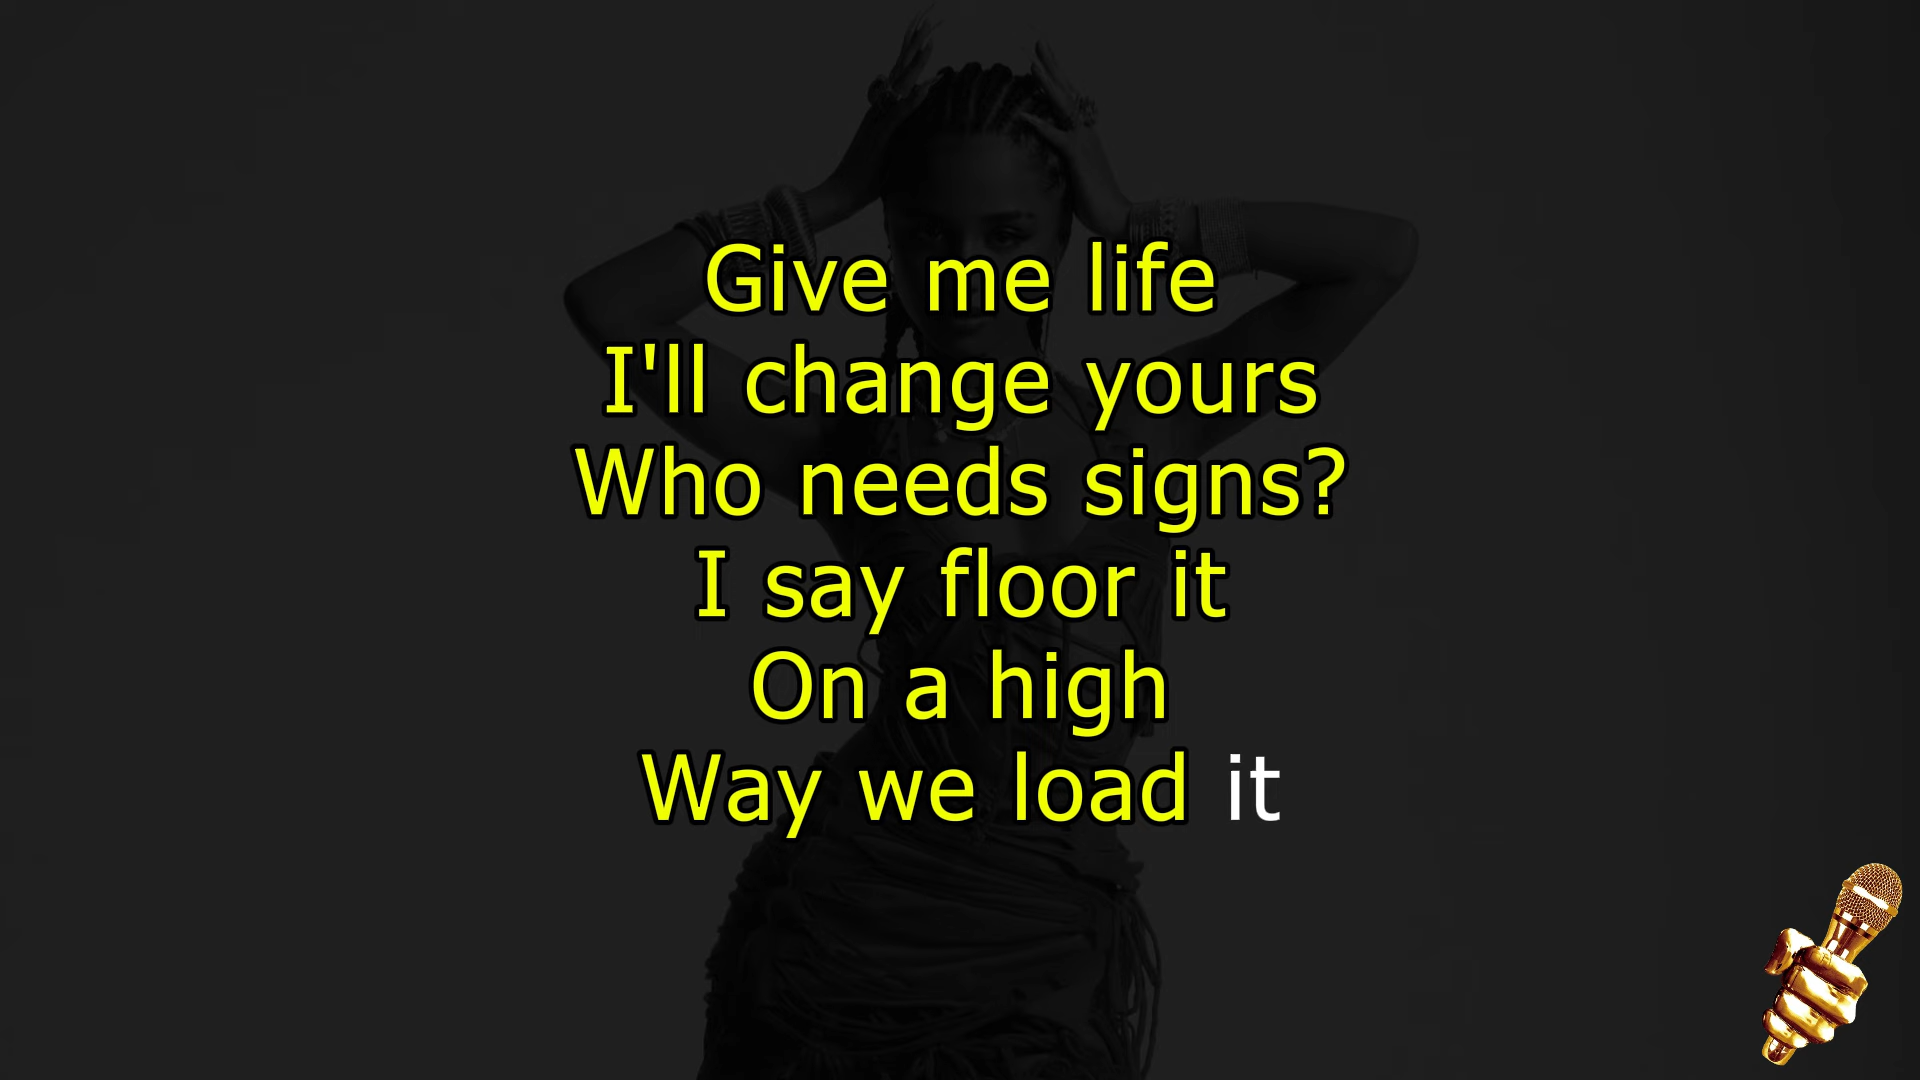 Give me life
I'll change yours
Who needs signs?
I say floor it
On a high
Way we load it